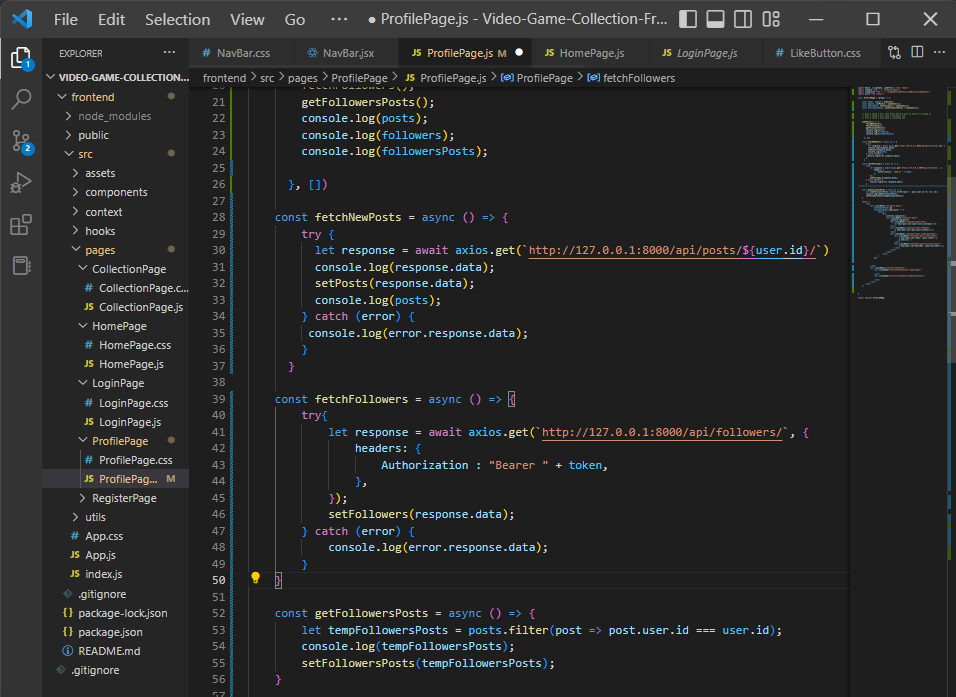 File Edit Selection View Go ··· ● ProfilePage.js - Video-Game-Collection-Fr...
EXPLORER ···
# NavBar.css NavBar.jsx JS ProfilePage.js M ● JS HomePage.js JS LoginPage.js # LikeButton.css ···
frontend > src > pages > ProfilePage > JS ProfilePage.js > ProfilePage > fetchFollowers
1
2
VIDEO-GAME-COLLECTION...
frontend
node_modules
public
src
assets
components
context
hooks
pages
CollectionPage
# CollectionPage.c...
JS CollectionPage.js
HomePage
# HomePage.css
JS HomePage.js
LoginPage
# LoginPage.css
JS LoginPage.js
ProfilePage
# ProfilePage.css
JS ProfilePag... M
RegisterPage
utils
# App.css
JS App.js
JS index.js
.gitignore
{} package-lock.json
{} package.json
README.md
.gitignore
20 fetchFollowers();
21 getFollowersPosts();
22 console.log(posts);
23 console.log(followers);
24 console.log(followersPosts);
25
26 }, [])
27
28 const fetchNewPosts = async () => {
29 try {
30 let response = await axios.get(`http://127.0.0.1:8000/api/posts/${user.id}/`)
31 console.log(response.data);
32 setPosts(response.data);
33 console.log(posts);
34 } catch (error) {
35 console.log(error.response.data);
36 }
37 }
38
39 const fetchFollowers = async () => {
40 try{
41 let response = await axios.get(`http://127.0.0.1:8000/api/followers/`, {
42 headers: {
43 Authorization : "Bearer " + token,
44 },
45 });
46 setFollowers(response.data);
47 } catch (error) {
48 console.log(error.response.data);
49 }
50 }
51
52 const getFollowersPosts = async () => {
53 let tempFollowersPosts = posts.filter(post => post.user.id === user.id);
54 console.log(tempFollowersPosts);
55 setFollowersPosts(tempFollowersPosts);
56 }
57